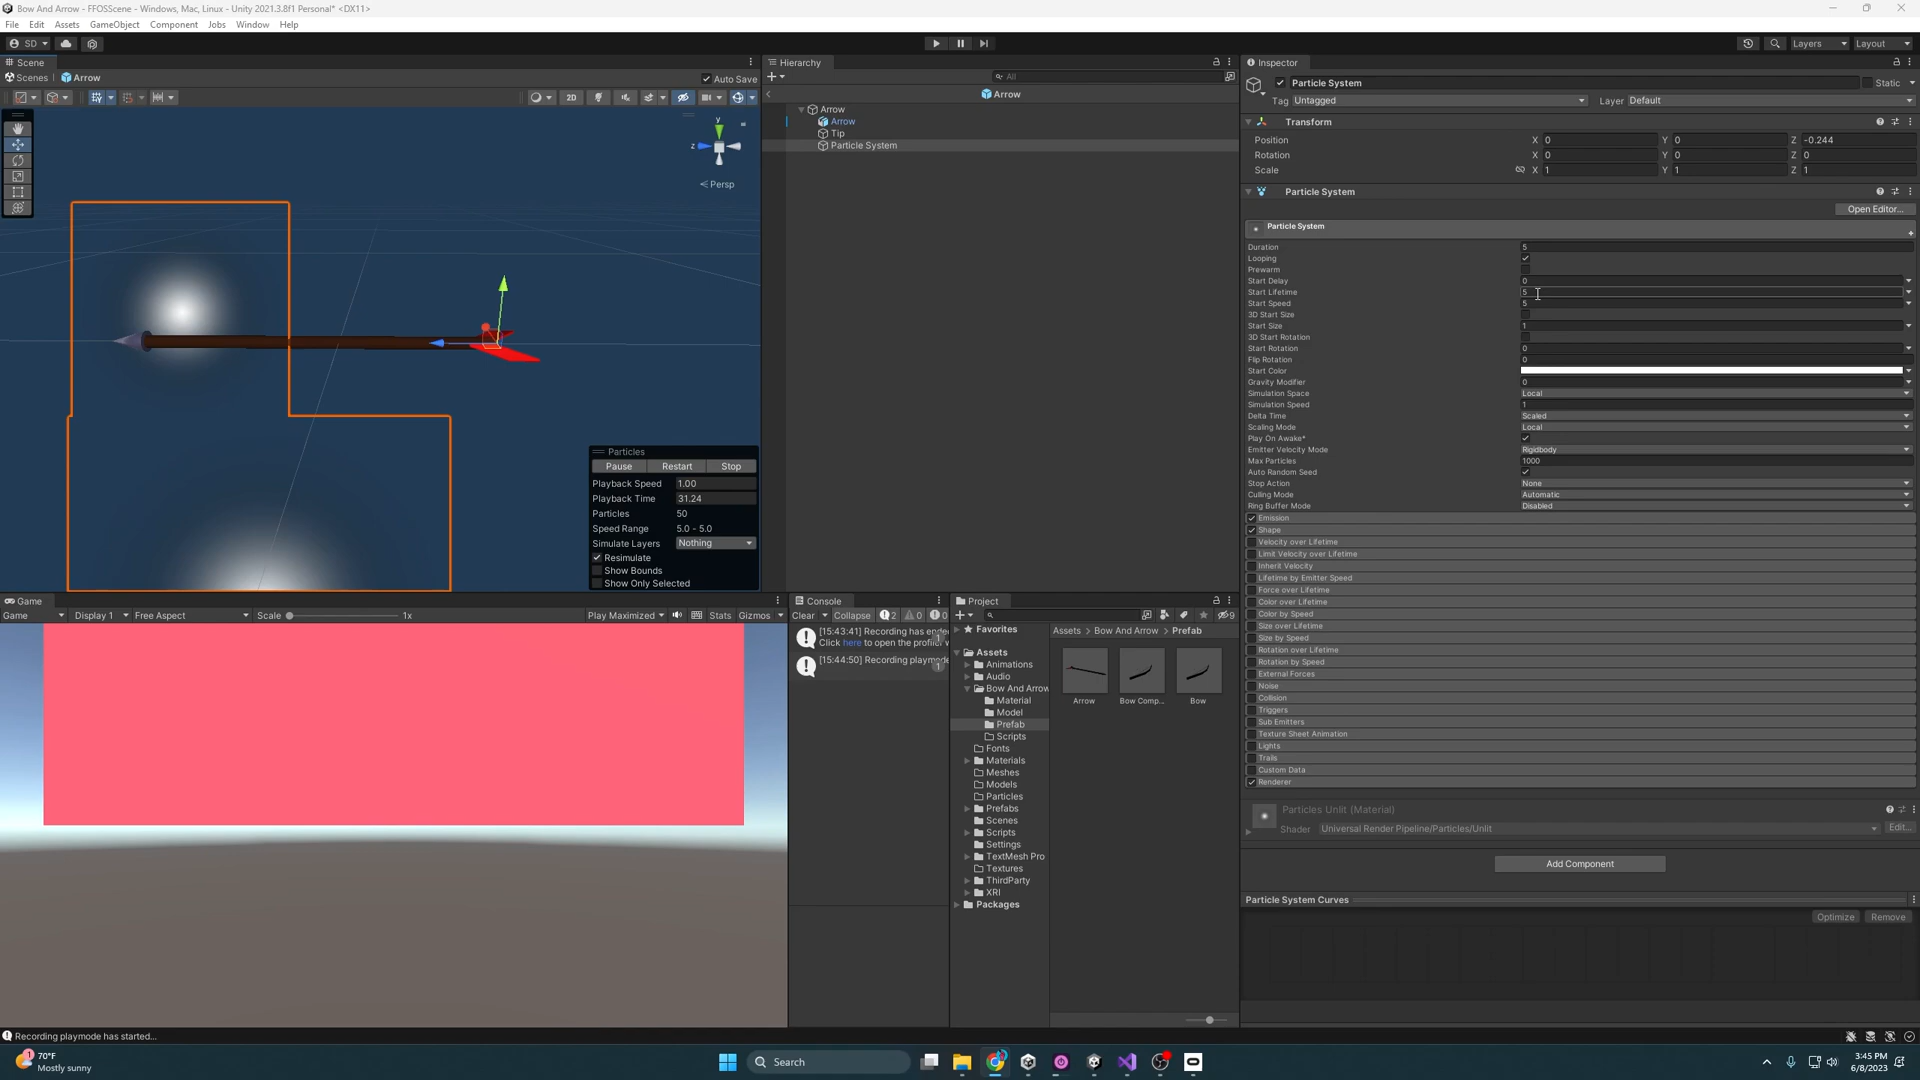 Bow And Arrow - FFOSScene - Windows, Mac, Linux - Unity 2021.3.8f1 Personal* <DX11>
File Edit Assets GameObject Component Jobs Window Help
SD Layers Layout
Scene
Scenes Arrow Auto Save
2D
y
z
Persp
Particles
Pause Restart Stop
Playback Speed 1.00
Playback Time 31.24
Particles 50
Speed Range 5.0 - 5.0
Simulate Layers Nothing
Resimulate
Show Bounds
Show Only Selected
Hierarchy
All
Arrow
Arrow
Arrow
Tip
Particle System
Inspector
Particle System Static
Tag Untagged Layer Default
Transform
Position X 0 Y 0 Z -0.244
Rotation X 0 Y 0 Z 0
Scale X 1 Y 1 Z 1
Particle System
Open Editor...
Particle System
Duration 5
Looping
Prewarm
Start Delay 0
Start Lifetime 5
Start Speed 5
3D Start Size
Start Size 1
3D Start Rotation
Start Rotation 0
Flip Rotation 0
Start Color
Gravity Modifier 0
Simulation Space Local
Simulation Speed 1
Delta Time Scaled
Scaling Mode Local
Play On Awake*
Emitter Velocity Mode Rigidbody
Max Particles 1000
Auto Random Seed
Stop Action None
Culling Mode Automatic
Ring Buffer Mode Disabled
Emission
Shape
Velocity over Lifetime
Limit Velocity over Lifetime
Inherit Velocity
Lifetime by Emitter Speed
Force over Lifetime
Color over Lifetime
Color by Speed
Size over Lifetime
Size by Speed
Rotation over Lifetime
Rotation by Speed
External Forces
Noise
Collision
Triggers
Sub Emitters
Texture Sheet Animation
Lights
Trails
Custom Data
Renderer
Particles Unlit (Material)
Shader Universal Render Pipeline/Particles/Unlit Edit...
Add Component
Particle System Curves
Optimize Remove
Game
Game Display 1 Free Aspect Scale 1x Play Maximized Stats Gizmos
Console
Clear Collapse 2 0 0
[15:43:41] Recording has ende
Click here to open the profiler w
1
[15:44:50] Recording playmode
1
Project
9
Favorites
Assets
Animations
Audio
Bow And Arrow
Material
Model
Prefab
Scripts
Fonts
Materials
Meshes
Models
Particles
Prefabs
Scenes
Scripts
Settings
TextMesh Pro
Textures
ThirdParty
XRI
Packages
Assets > Bow And Arrow > Prefab
Arrow Bow Comp... Bow
Recording playmode has started...
1
70°F
Mostly sunny
Search
3:45 PM
6/8/2023